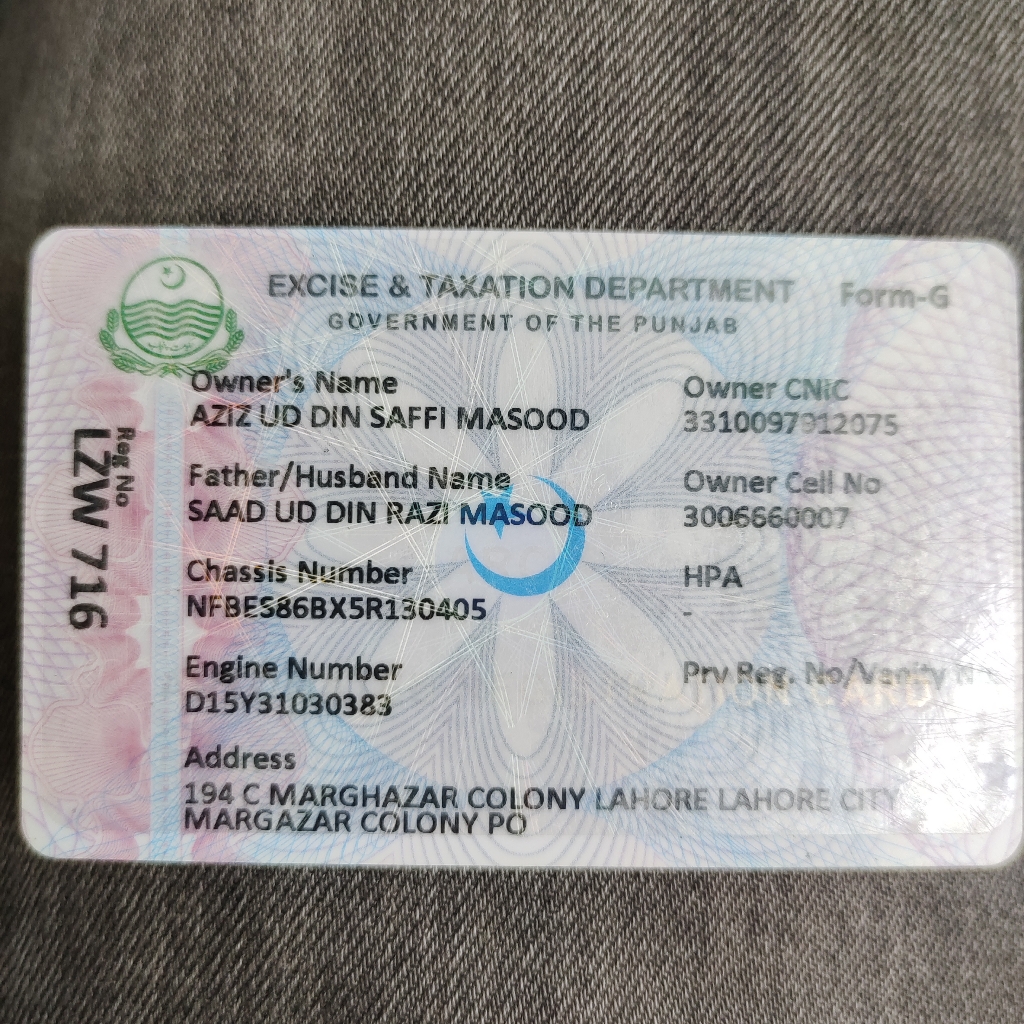 EXCISE & TAXATION DEPARTMENT Form-G
GOVERNMENT OF THE PUNJAB
Reg No
LZW 716
Owner's Name
AZIZ UD DIN SAFFI MASOOD
Owner CNIC
3310097912075
Father/Husband Name
SAAD UD DIN RAZI MASOOD
Owner Cell No
3006660007
Chassis Number
NFBES86BX5R130405
HPA
-
Engine Number
D15Y31030383
Prv Reg. No/Vanity N
Address
194 C MARGHAZAR COLONY LAHORE LAHORE CITY
MARGAZAR COLONY PO